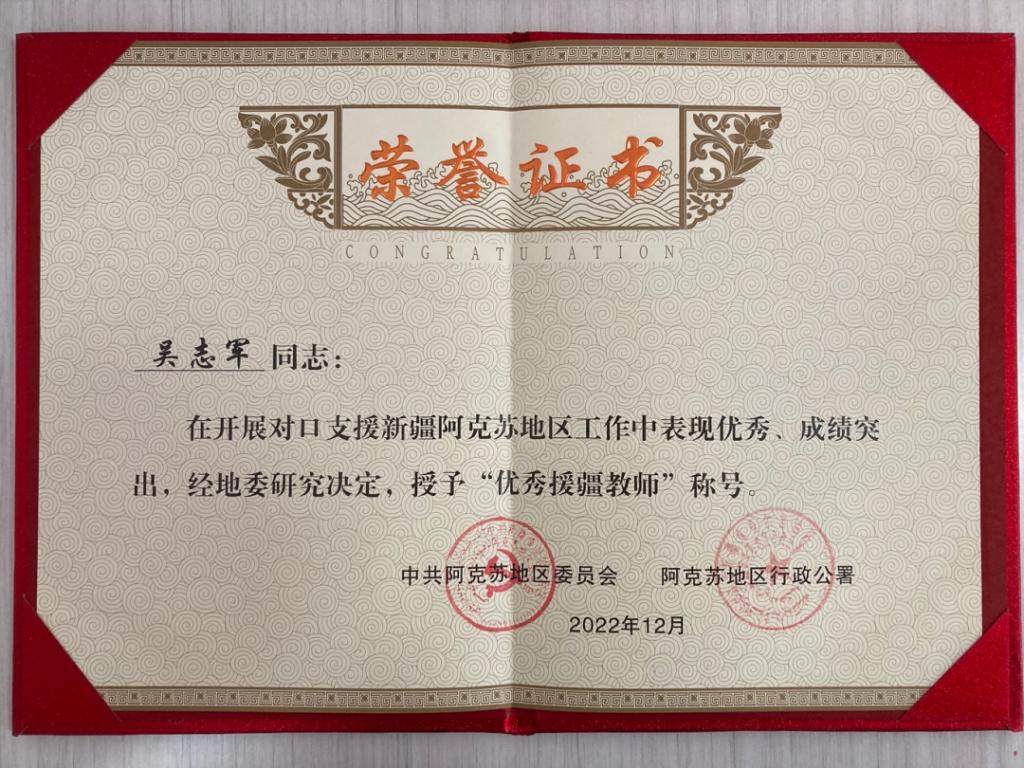 荣誉证书
CONGRATULATION
吴志军 同志：
在开展对口支援新疆阿克苏地区工作中表现优秀、成绩突
出，经地委研究决定，授予“优秀援疆教师”称号。
中共阿克苏地区委员会 阿克苏地区行政公署
2022年12月